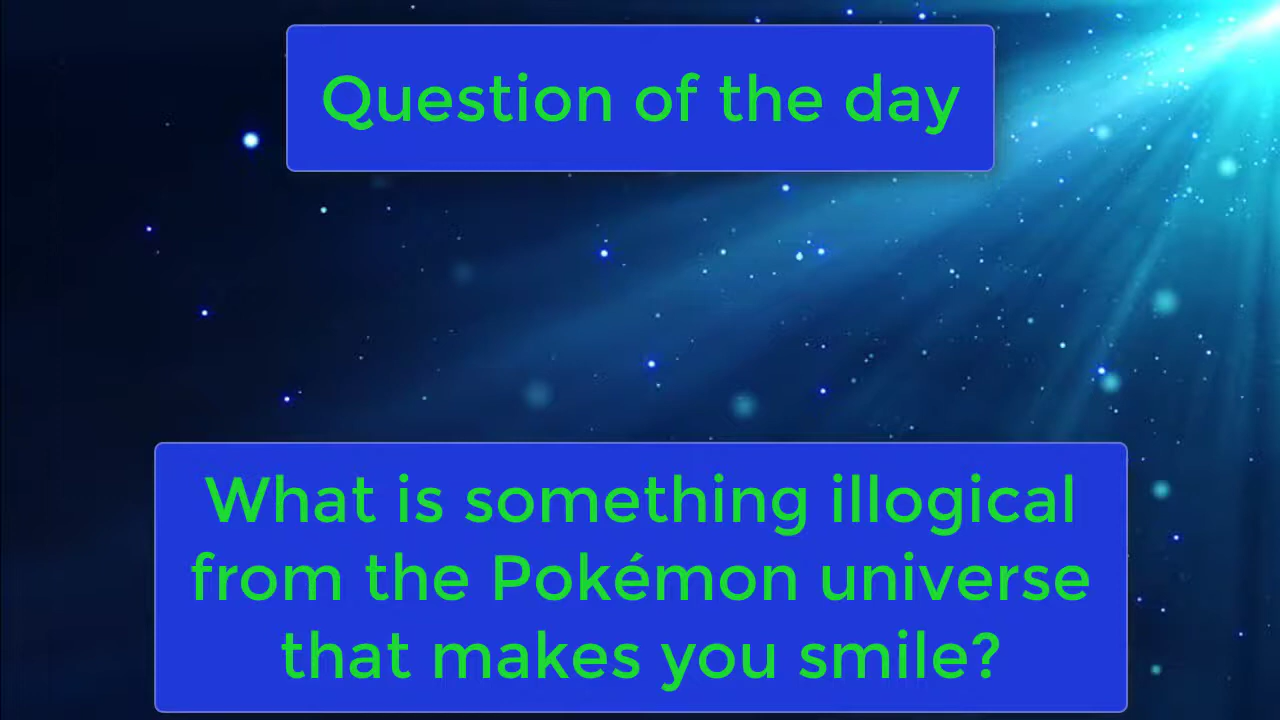 Question of the day
What is something illogical
from the Pokémon universe
that makes you smile?